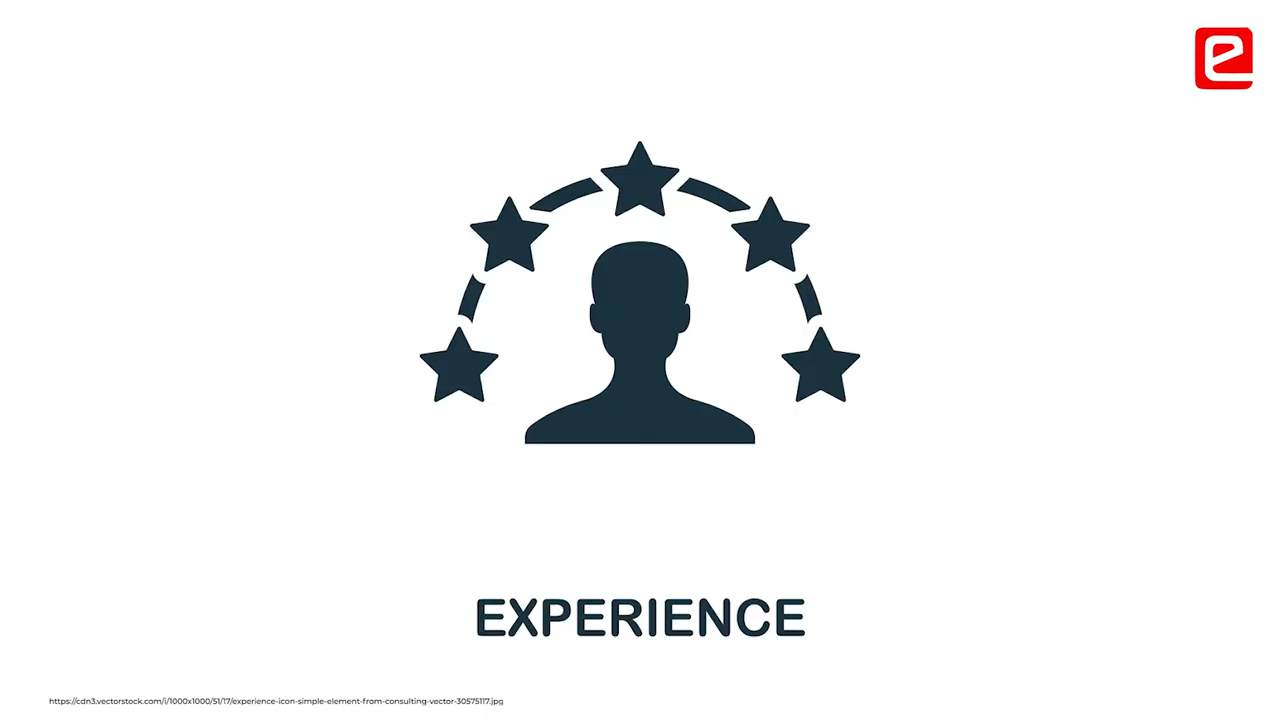 e
EXPERIENCE
https://cdn3.vectorstock.com/i/1000x1000/51/17/experience-icon-simple-element-from-consulting-vector-30575117.jpg